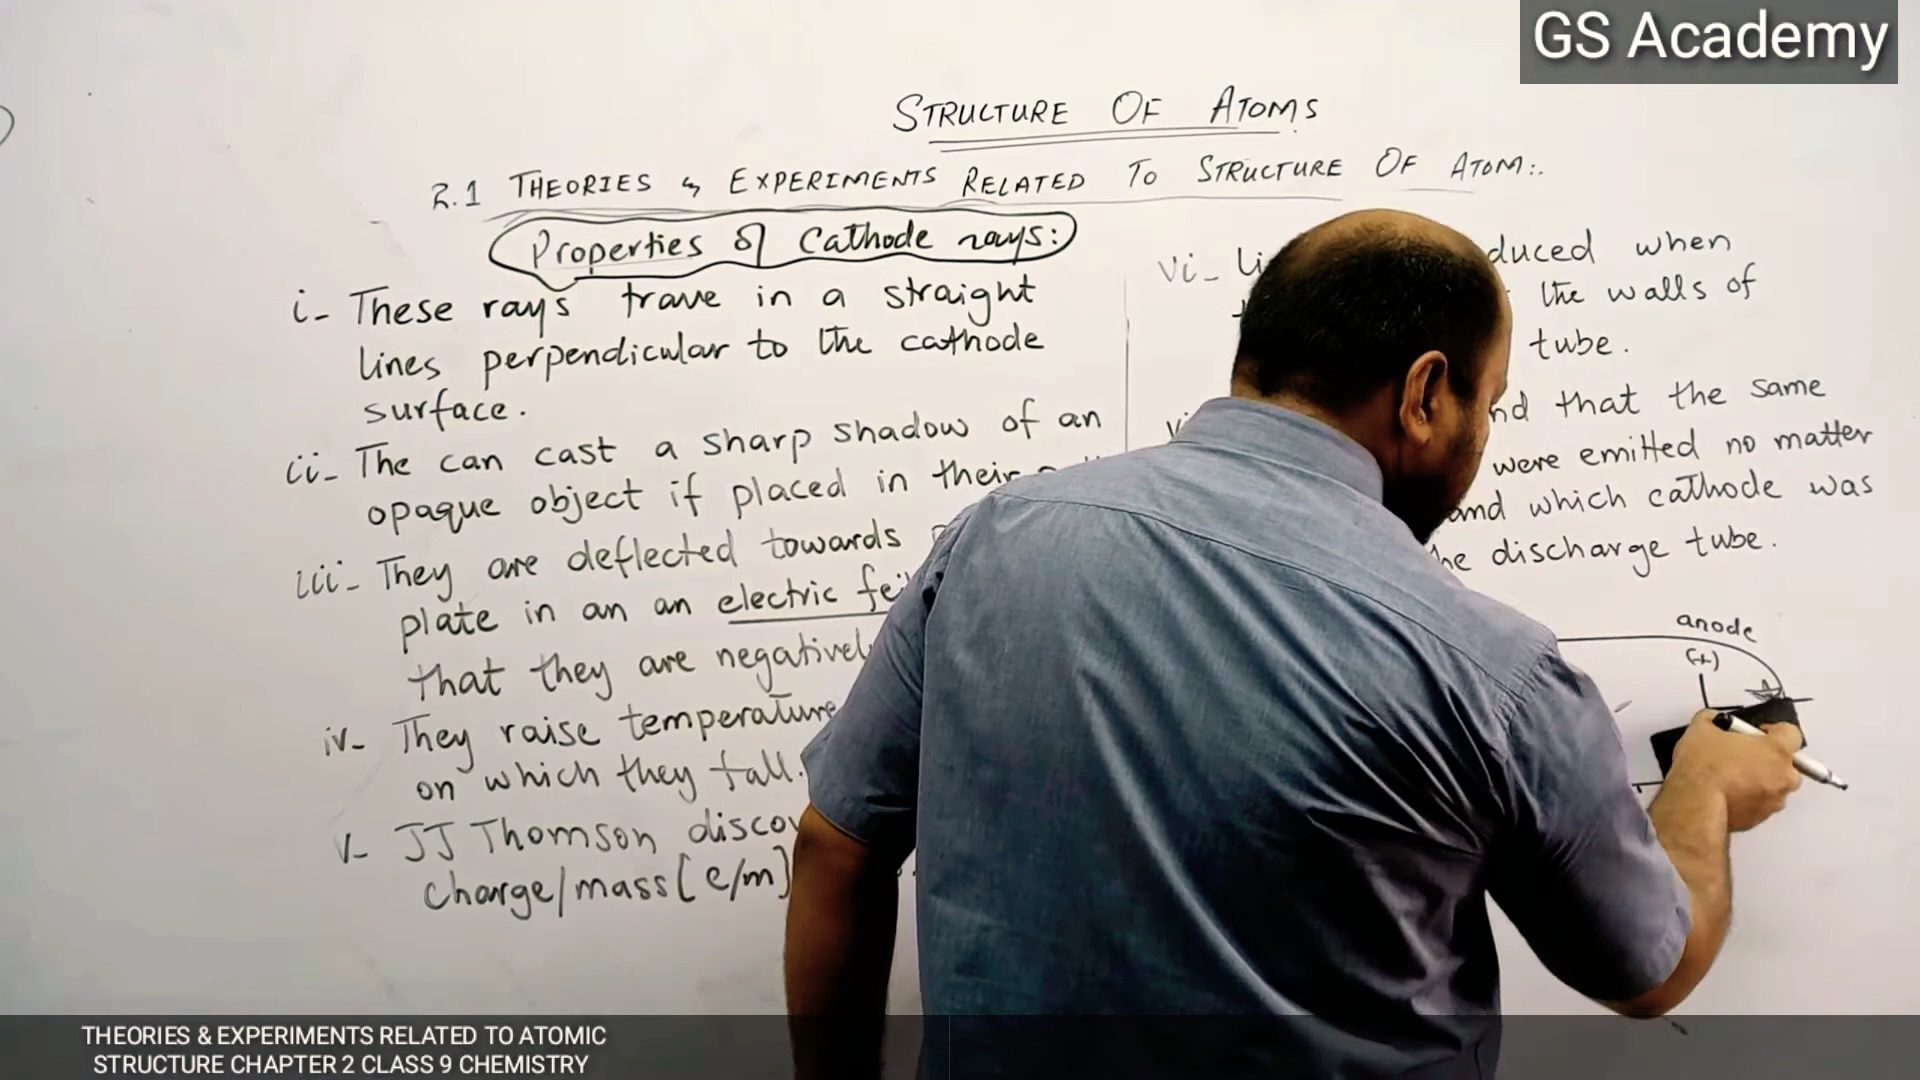 GS Academy
STRUCTURE OF ATOMS
2.1 THEORIES & EXPERIMENTS RELATED TO STRUCTURE OF ATOM:.
Properties of Cathode rays:
i- These rays trave in a straight
lines perpendicular to the cathode
surface.
ii- The can cast a sharp shadow of an
opaque object if placed in their
iii- They are deflected towards
plate in an an electric
that they are
iv- They raise temperature
on which they fall.
v- JJ Thomson
charge/mass[e/m]
vi- when
the walls of
tube.
that the same
were emitted no matter
and which cathode was
discharge tube.
anode
(+)
THEORIES & EXPERIMENTS RELATED TO ATOMIC
STRUCTURE CHAPTER 2 CLASS 9 CHEMISTRY